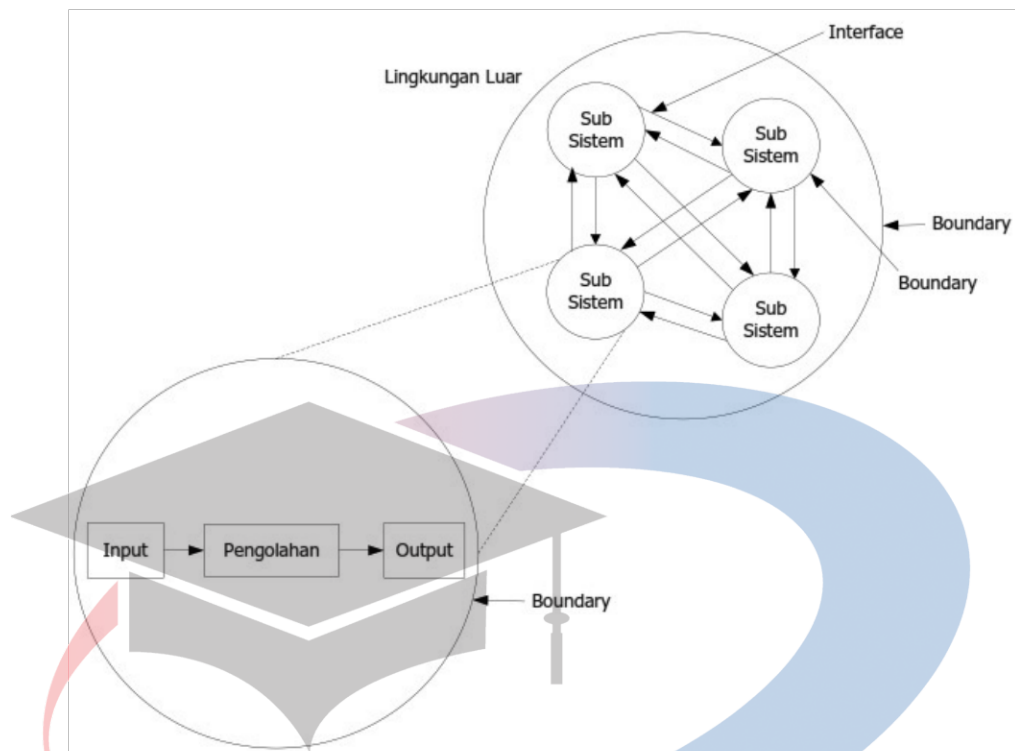 Interface
Lingkungan Luar
Sub
Sistem
Sub
Sistem
Boundary
Boundary
Sub
Sistem
Sub
Sistem
Input
Pengolahan
Output
Boundary